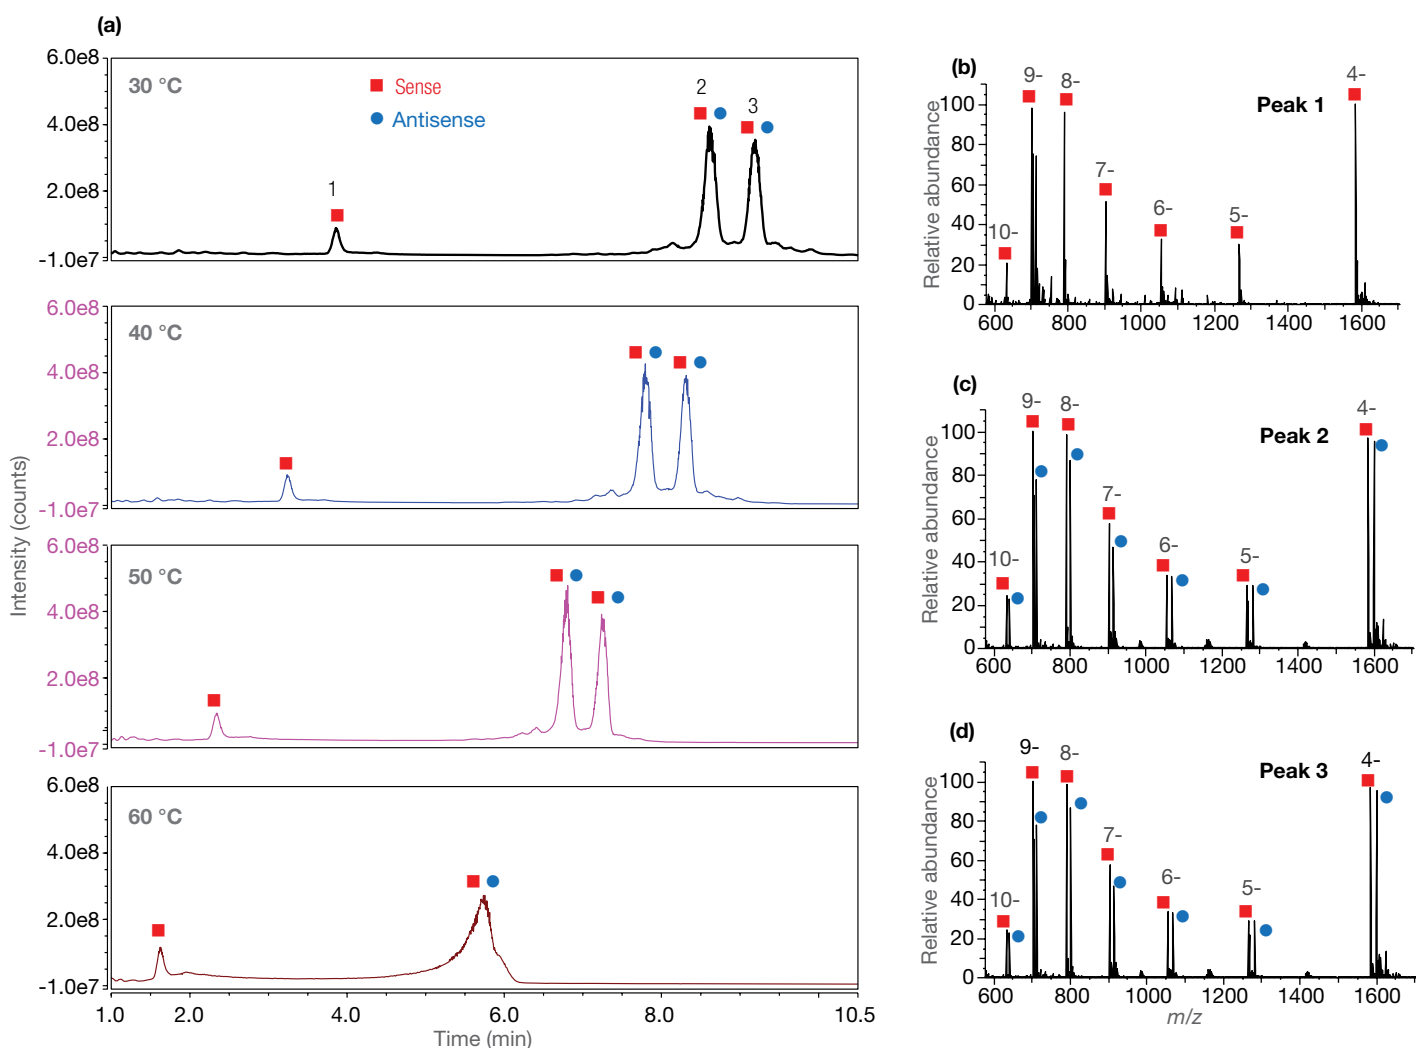 (a)
Intensity (counts)
6.0e8
4.0e8
2.0e8
-1.0e7
30 °C
Sense
Antisense
1
2
3
6.0e8
4.0e8
2.0e8
-1.0e7
40 °C
6.0e8
4.0e8
2.0e8
-1.0e7
50 °C
6.0e8
4.0e8
2.0e8
-1.0e7
60 °C
1.0 2.0 4.0 6.0 8.0 10.5
Time (min)
(b)
Peak 1
Relative abundance
100
80
60
40
20
0
10-
9-
8-
7-
6-
5-
4-
600 800 1000 1200 1400 1600
(c)
Peak 2
Relative abundance
100
80
60
40
20
0
10-
9-
8-
7-
6-
5-
4-
600 800 1000 1200 1400 1600
(d)
Peak 3
Relative abundance
100
80
60
40
20
0
10-
9-
8-
7-
6-
5-
4-
600 800 1000 1200 1400 1600
m/z